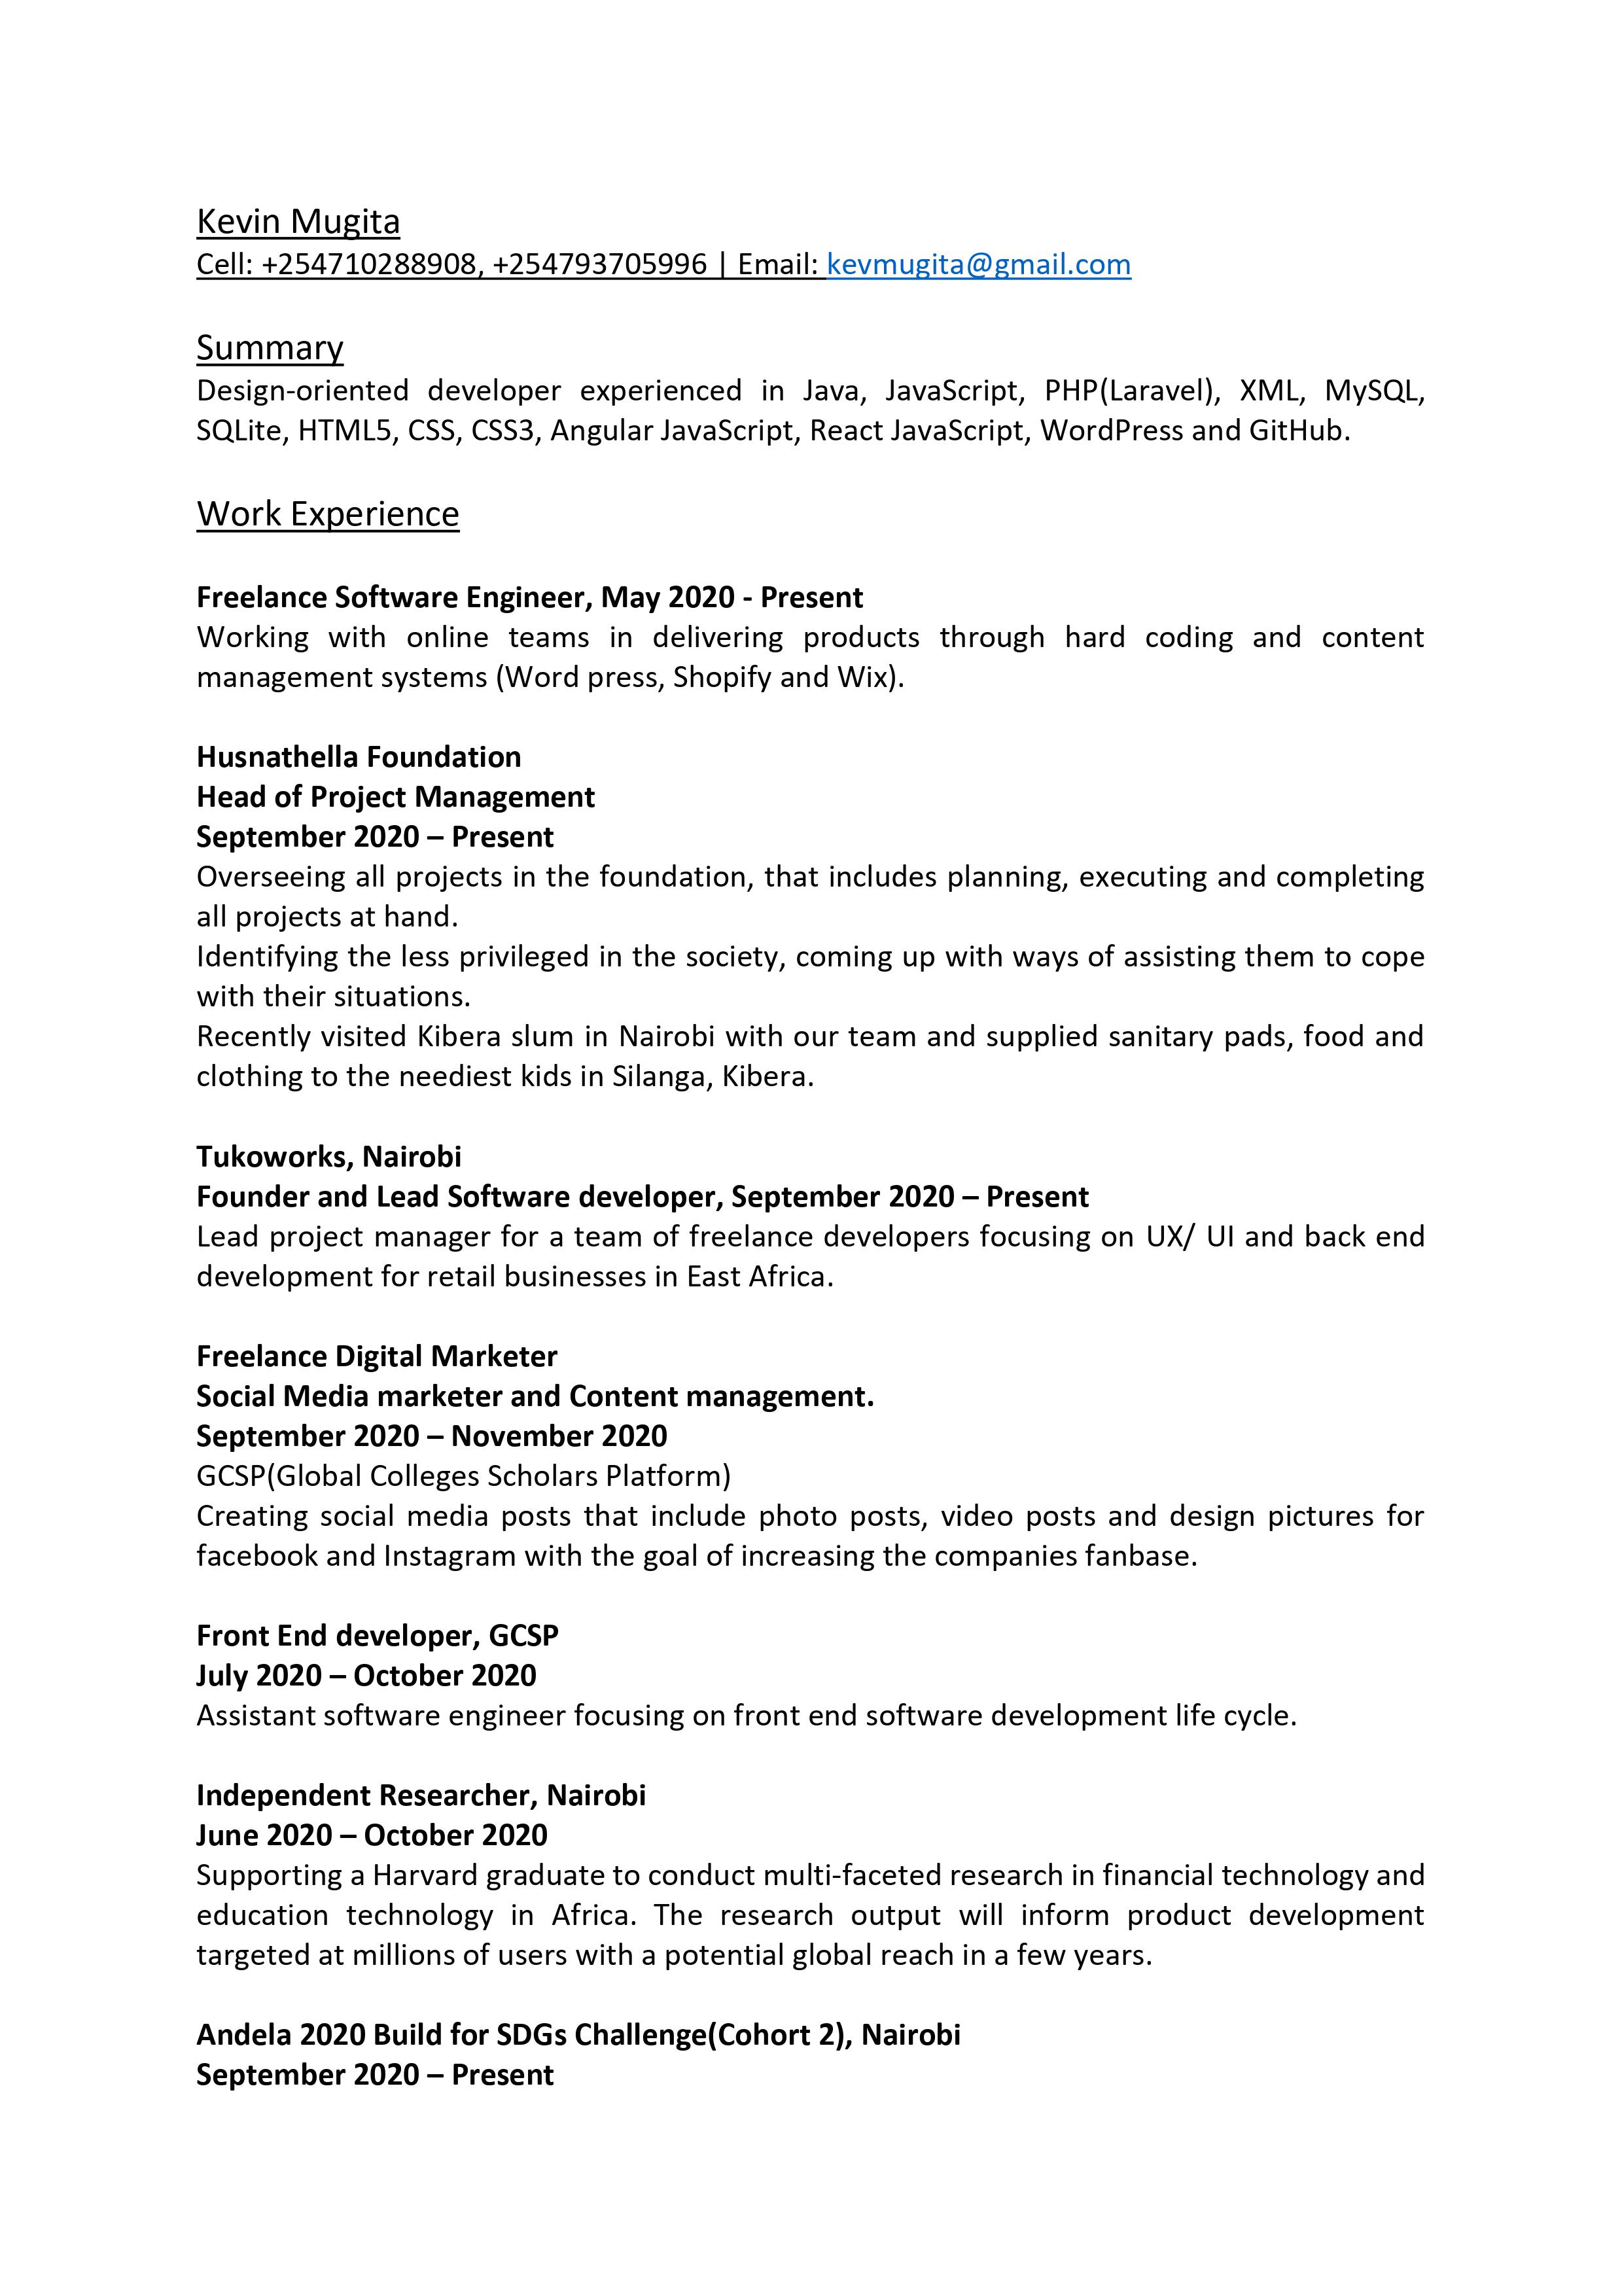 Kevin Mugita
Cell: +254710288908, +254793705996 | Email: kevmugita@gmail.com
Summary
Design-oriented developer experienced in Java, JavaScript, PHP(Laravel), XML, MySQL,
SQLite, HTML5, CSS, CSS3, Angular JavaScript, React JavaScript, WordPress and GitHub.
Work Experience
Freelance Software Engineer, May 2020 - Present
Working with online teams in delivering products through hard coding and content
management systems (Word press, Shopify and Wix).
Husnathella Foundation
Head of Project Management
September 2020 – Present
Overseeing all projects in the foundation, that includes planning, executing and completing
all projects at hand.
Identifying the less privileged in the society, coming up with ways of assisting them to cope
with their situations.
Recently visited Kibera slum in Nairobi with our team and supplied sanitary pads, food and
clothing to the neediest kids in Silanga, Kibera.
Tukoworks, Nairobi
Founder and Lead Software developer, September 2020 – Present
Lead project manager for a team of freelance developers focusing on UX/ UI and back end
development for retail businesses in East Africa.
Freelance Digital Marketer
Social Media marketer and Content management.
September 2020 – November 2020
GCSP(Global Colleges Scholars Platform)
Creating social media posts that include photo posts, video posts and design pictures for
facebook and Instagram with the goal of increasing the companies fanbase.
Front End developer, GCSP
July 2020 – October 2020
Assistant software engineer focusing on front end software development life cycle.
Independent Researcher, Nairobi
June 2020 – October 2020
Supporting a Harvard graduate to conduct multi-faceted research in financial technology and
education technology in Africa. The research output will inform product development
targeted at millions of users with a potential global reach in a few years.
Andela 2020 Build for SDGs Challenge(Cohort 2), Nairobi
September 2020 – Present